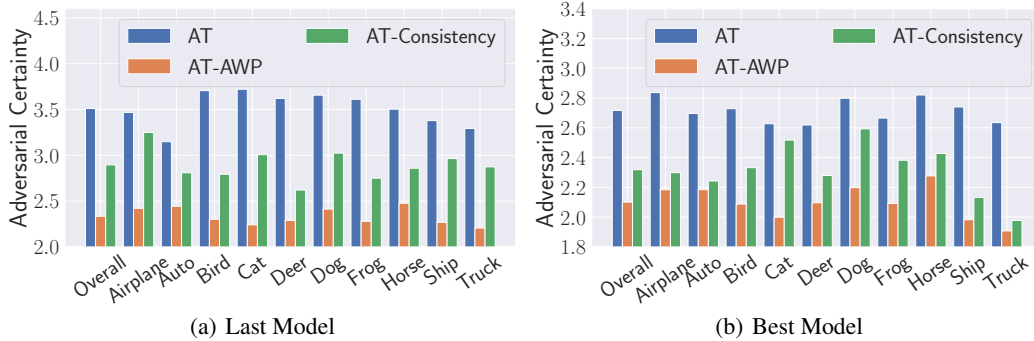 Adversarial Certainty
4.5
4.0
3.5
3.0
2.5
2.0
AT
AT-AWP
AT-Consistency
Overall
Airplane
Auto
Bird
Cat
Deer
Dog
Frog
Horse
Ship
Truck
(a) Last Model
Adversarial Certainty
3.4
3.2
3.0
2.8
2.6
2.4
2.2
2.0
1.8
AT
AT-AWP
AT-Consistency
Overall
Airplane
Auto
Bird
Cat
Deer
Dog
Frog
Horse
Ship
Truck
(b) Best Model